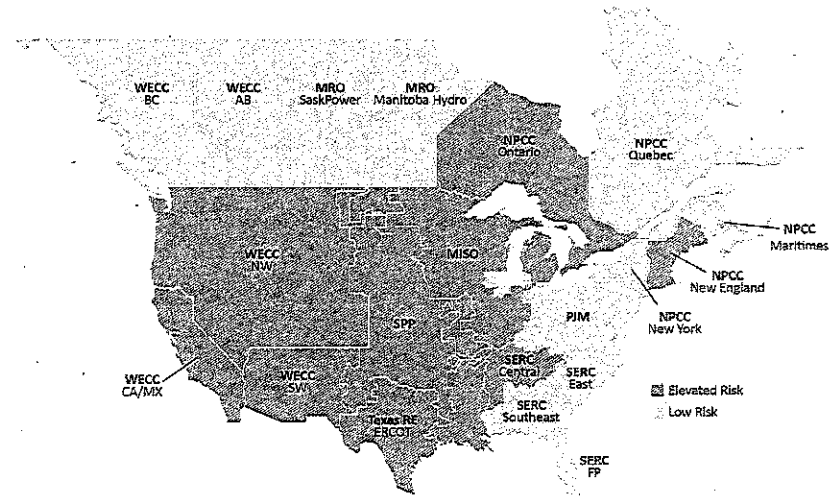 WECC
BC
WECC
AB
MRO
SaskPower
MRO
Manitoba Hydro
NPCC
Ontario
NPCC
Quebec
NPCC
Maritimes
NPCC
New England
NPCC
New York
WECC
NW
MISO
SPP
PJM
WECC
CA/MX
WECC
SW
SERC
Central
SERC
East
SERC
Southeast
Texas RE
ERCOT
SERC
FP
Elevated Risk
Low Risk